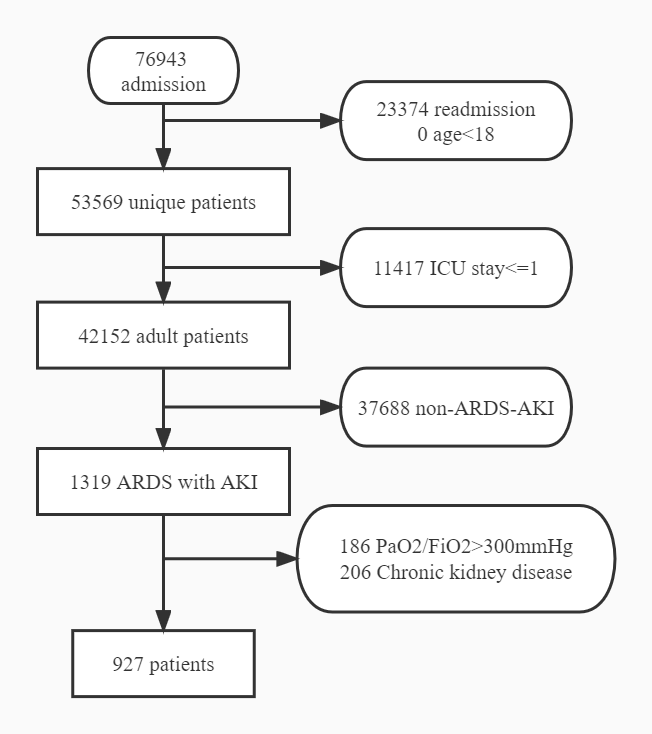 76943
admission
23374 readmission
0 age<18
53569 unique patients
11417 ICU stay<=1
42152 adult patients
37688 non-ARDS-AKI
1319 ARDS with AKI
186 PaO2/FiO2>300mmHg
206 Chronic kidney disease
927 patients